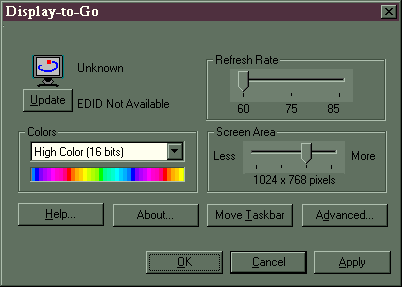 Display-to-Go
Unknown
Update
EDID Not Available
Refresh Rate
60 75 85
Colors
High Color (16 bits)
Screen Area
Less More
1024 x 768 pixels
Help... About... Move Taskbar Advanced...
OK Cancel Apply